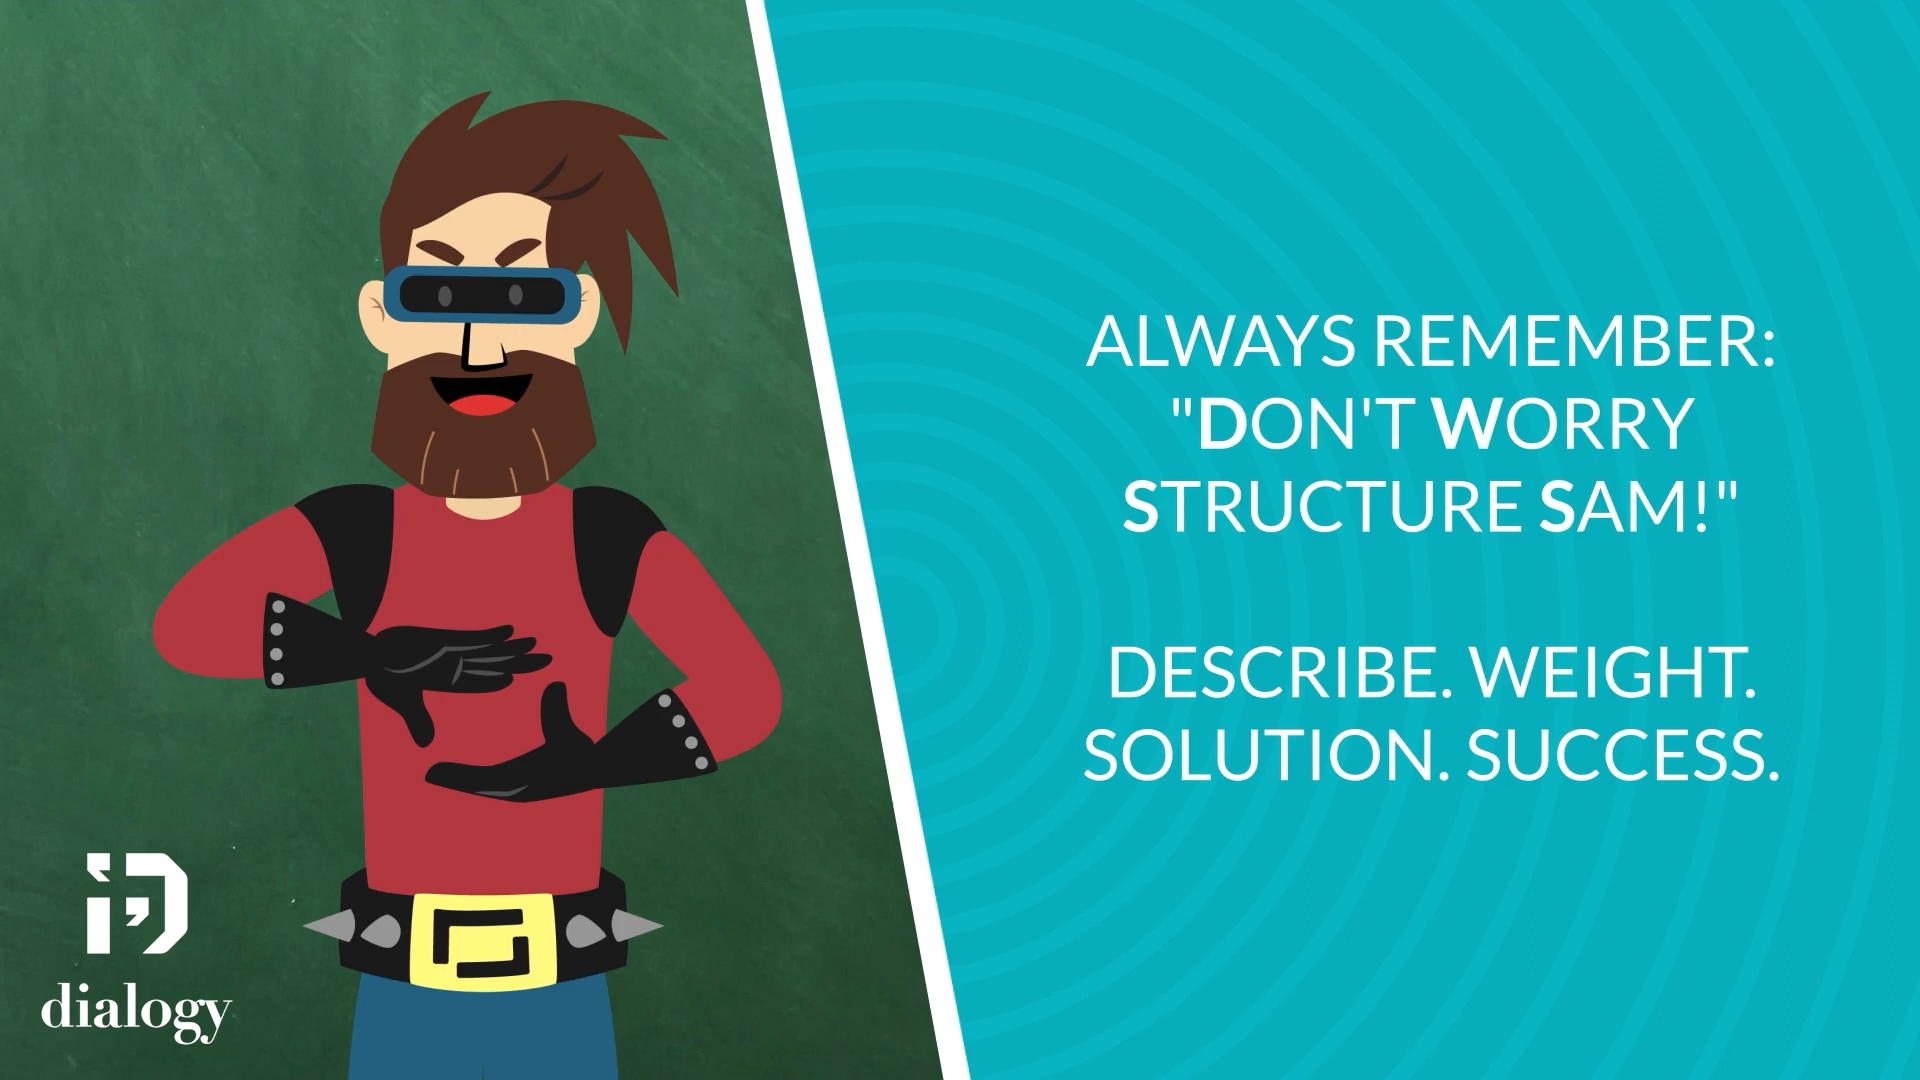 ALWAYS REMEMBER:
"DON'T WORRY
STRUCTURE SAM!"
DESCRIBE. WEIGHT.
SOLUTION. SUCCESS.
dialogy